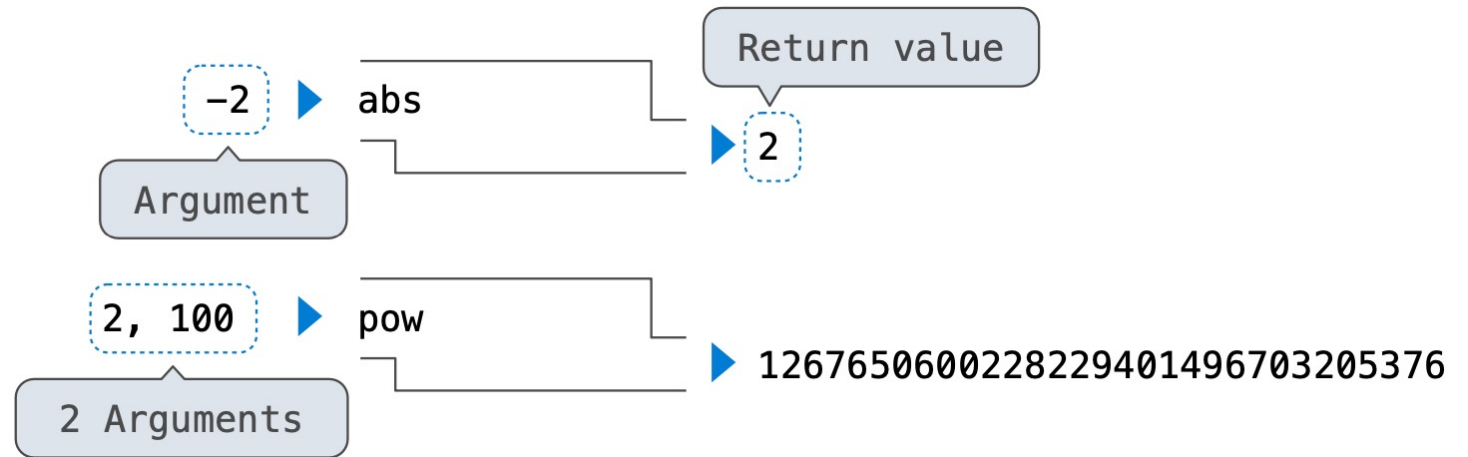 Return value
-2 abs
2
Argument
2, 100 pow
1267650600228229401496703205376
2 Arguments